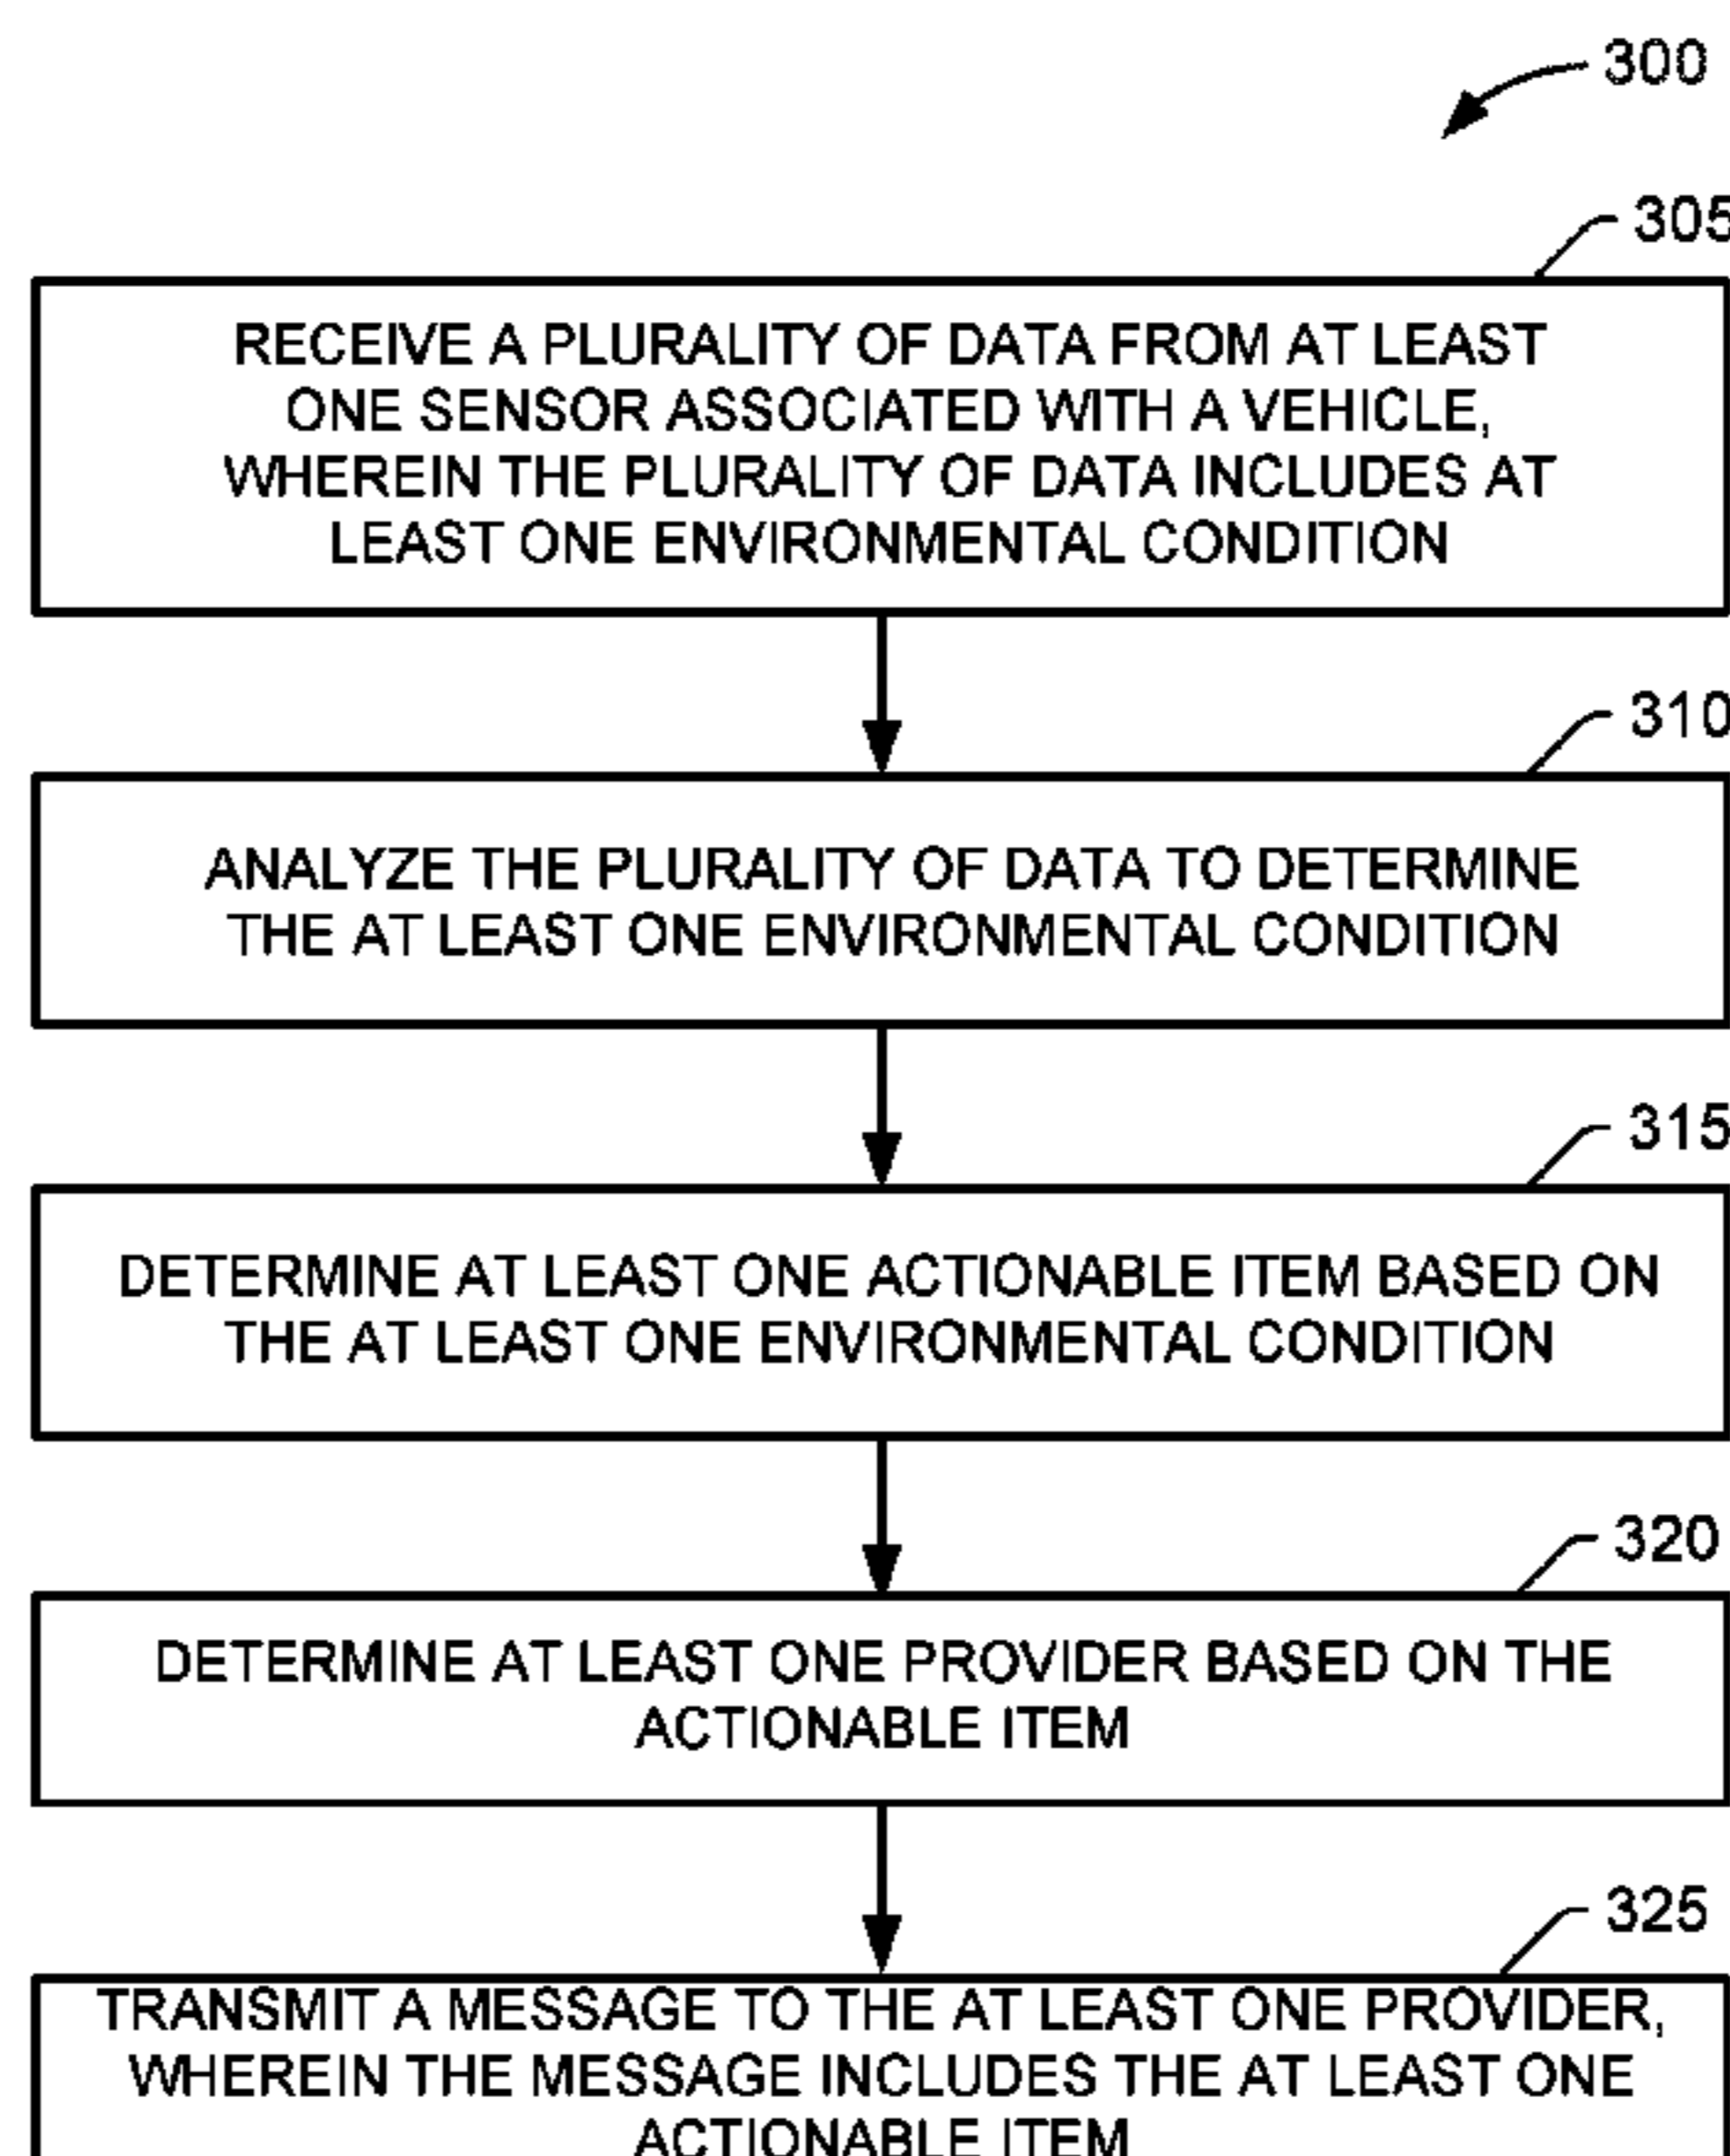 300
305
RECEIVE A PLURALITY OF DATA FROM AT LEAST
ONE SENSOR ASSOCIATED WITH A VEHICLE,
WHEREIN THE PLURALITY OF DATA INCLUDES AT
LEAST ONE ENVIRONMENTAL CONDITION
310
ANALYZE THE PLURALITY OF DATA TO DETERMINE
THE AT LEAST ONE ENVIRONMENTAL CONDITION
315
DETERMINE AT LEAST ONE ACTIONABLE ITEM BASED ON
THE AT LEAST ONE ENVIRONMENTAL CONDITION
320
DETERMINE AT LEAST ONE PROVIDER BASED ON THE
ACTIONABLE ITEM
325
TRANSMIT A MESSAGE TO THE AT LEAST ONE PROVIDER,
WHEREIN THE MESSAGE INCLUDES THE AT LEAST ONE
ACTIONABLE ITEM